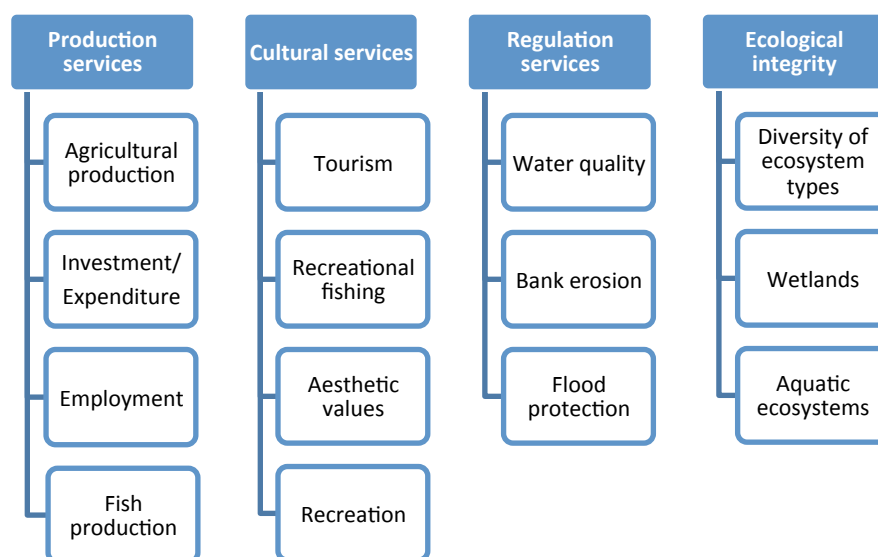 Production
services
Agricultural
production
Investment/
Expenditure
Employment
Fish
production
Cultural services
Tourism
Recreational
fishing
Aesthetic
values
Recreation
Regulation
services
Water quality
Bank erosion
Flood
protection
Ecological
integrity
Diversity of
ecosystem
types
Wetlands
Aquatic
ecosystems